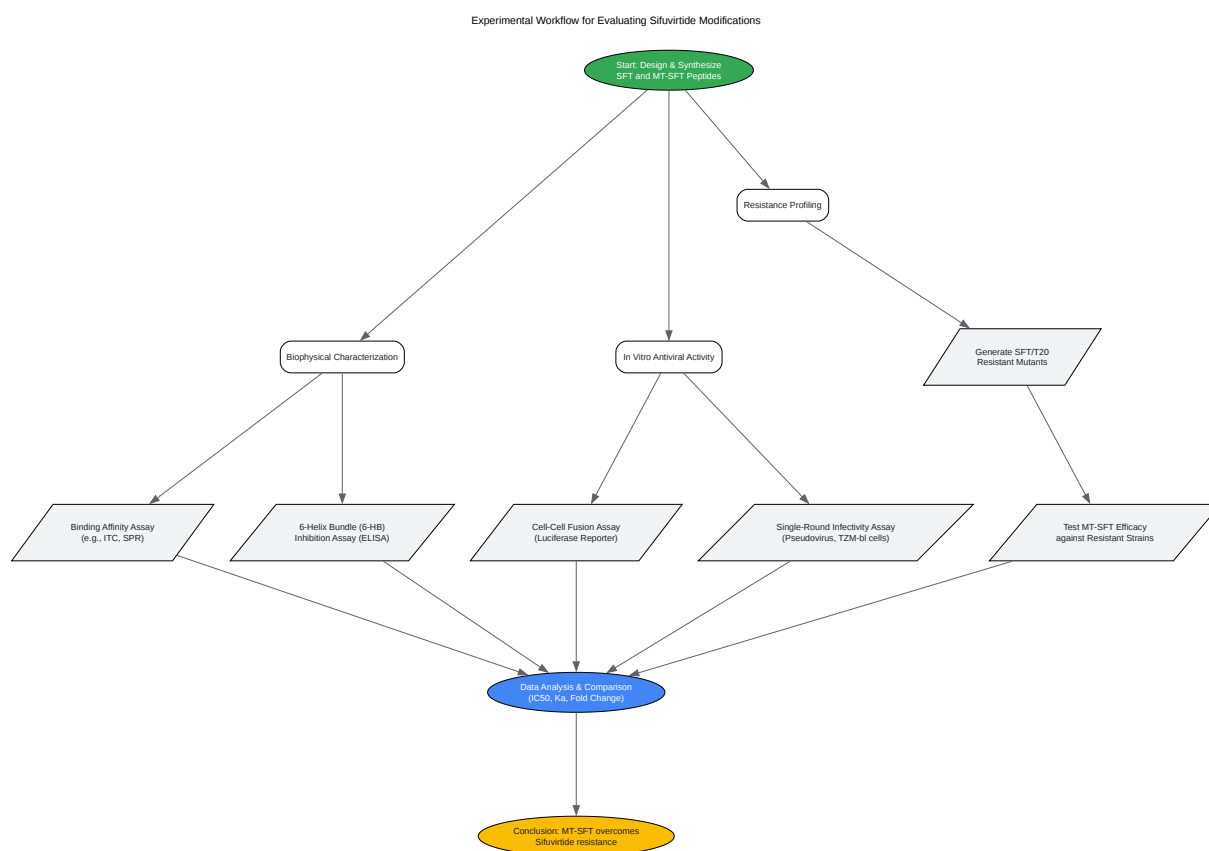 Experimental Workflow for Evaluating Sifuvirtide Modifications
Start: Design & Synthesize
SFT and MT-SFT Peptides
Resistance Profiling
Biophysical Characterization
In Vitro Antiviral Activity
Generate SFT/T20
Resistant Mutants
Binding Affinity Assay
(e.g., ITC, SPR)
6-Helix Bundle (6-HB)
Inhibition Assay (ELISA)
Cell-Cell Fusion Assay
(Luciferase Reporter)
Single-Round Infectivity Assay
(Pseudovirus, TZM-bl cells)
Test MT-SFT Efficacy
against Resistant Strains
Data Analysis & Comparison
(IC50, Ka, Fold Change)
Conclusion: MT-SFT overcomes
Sifuvirtide resistance